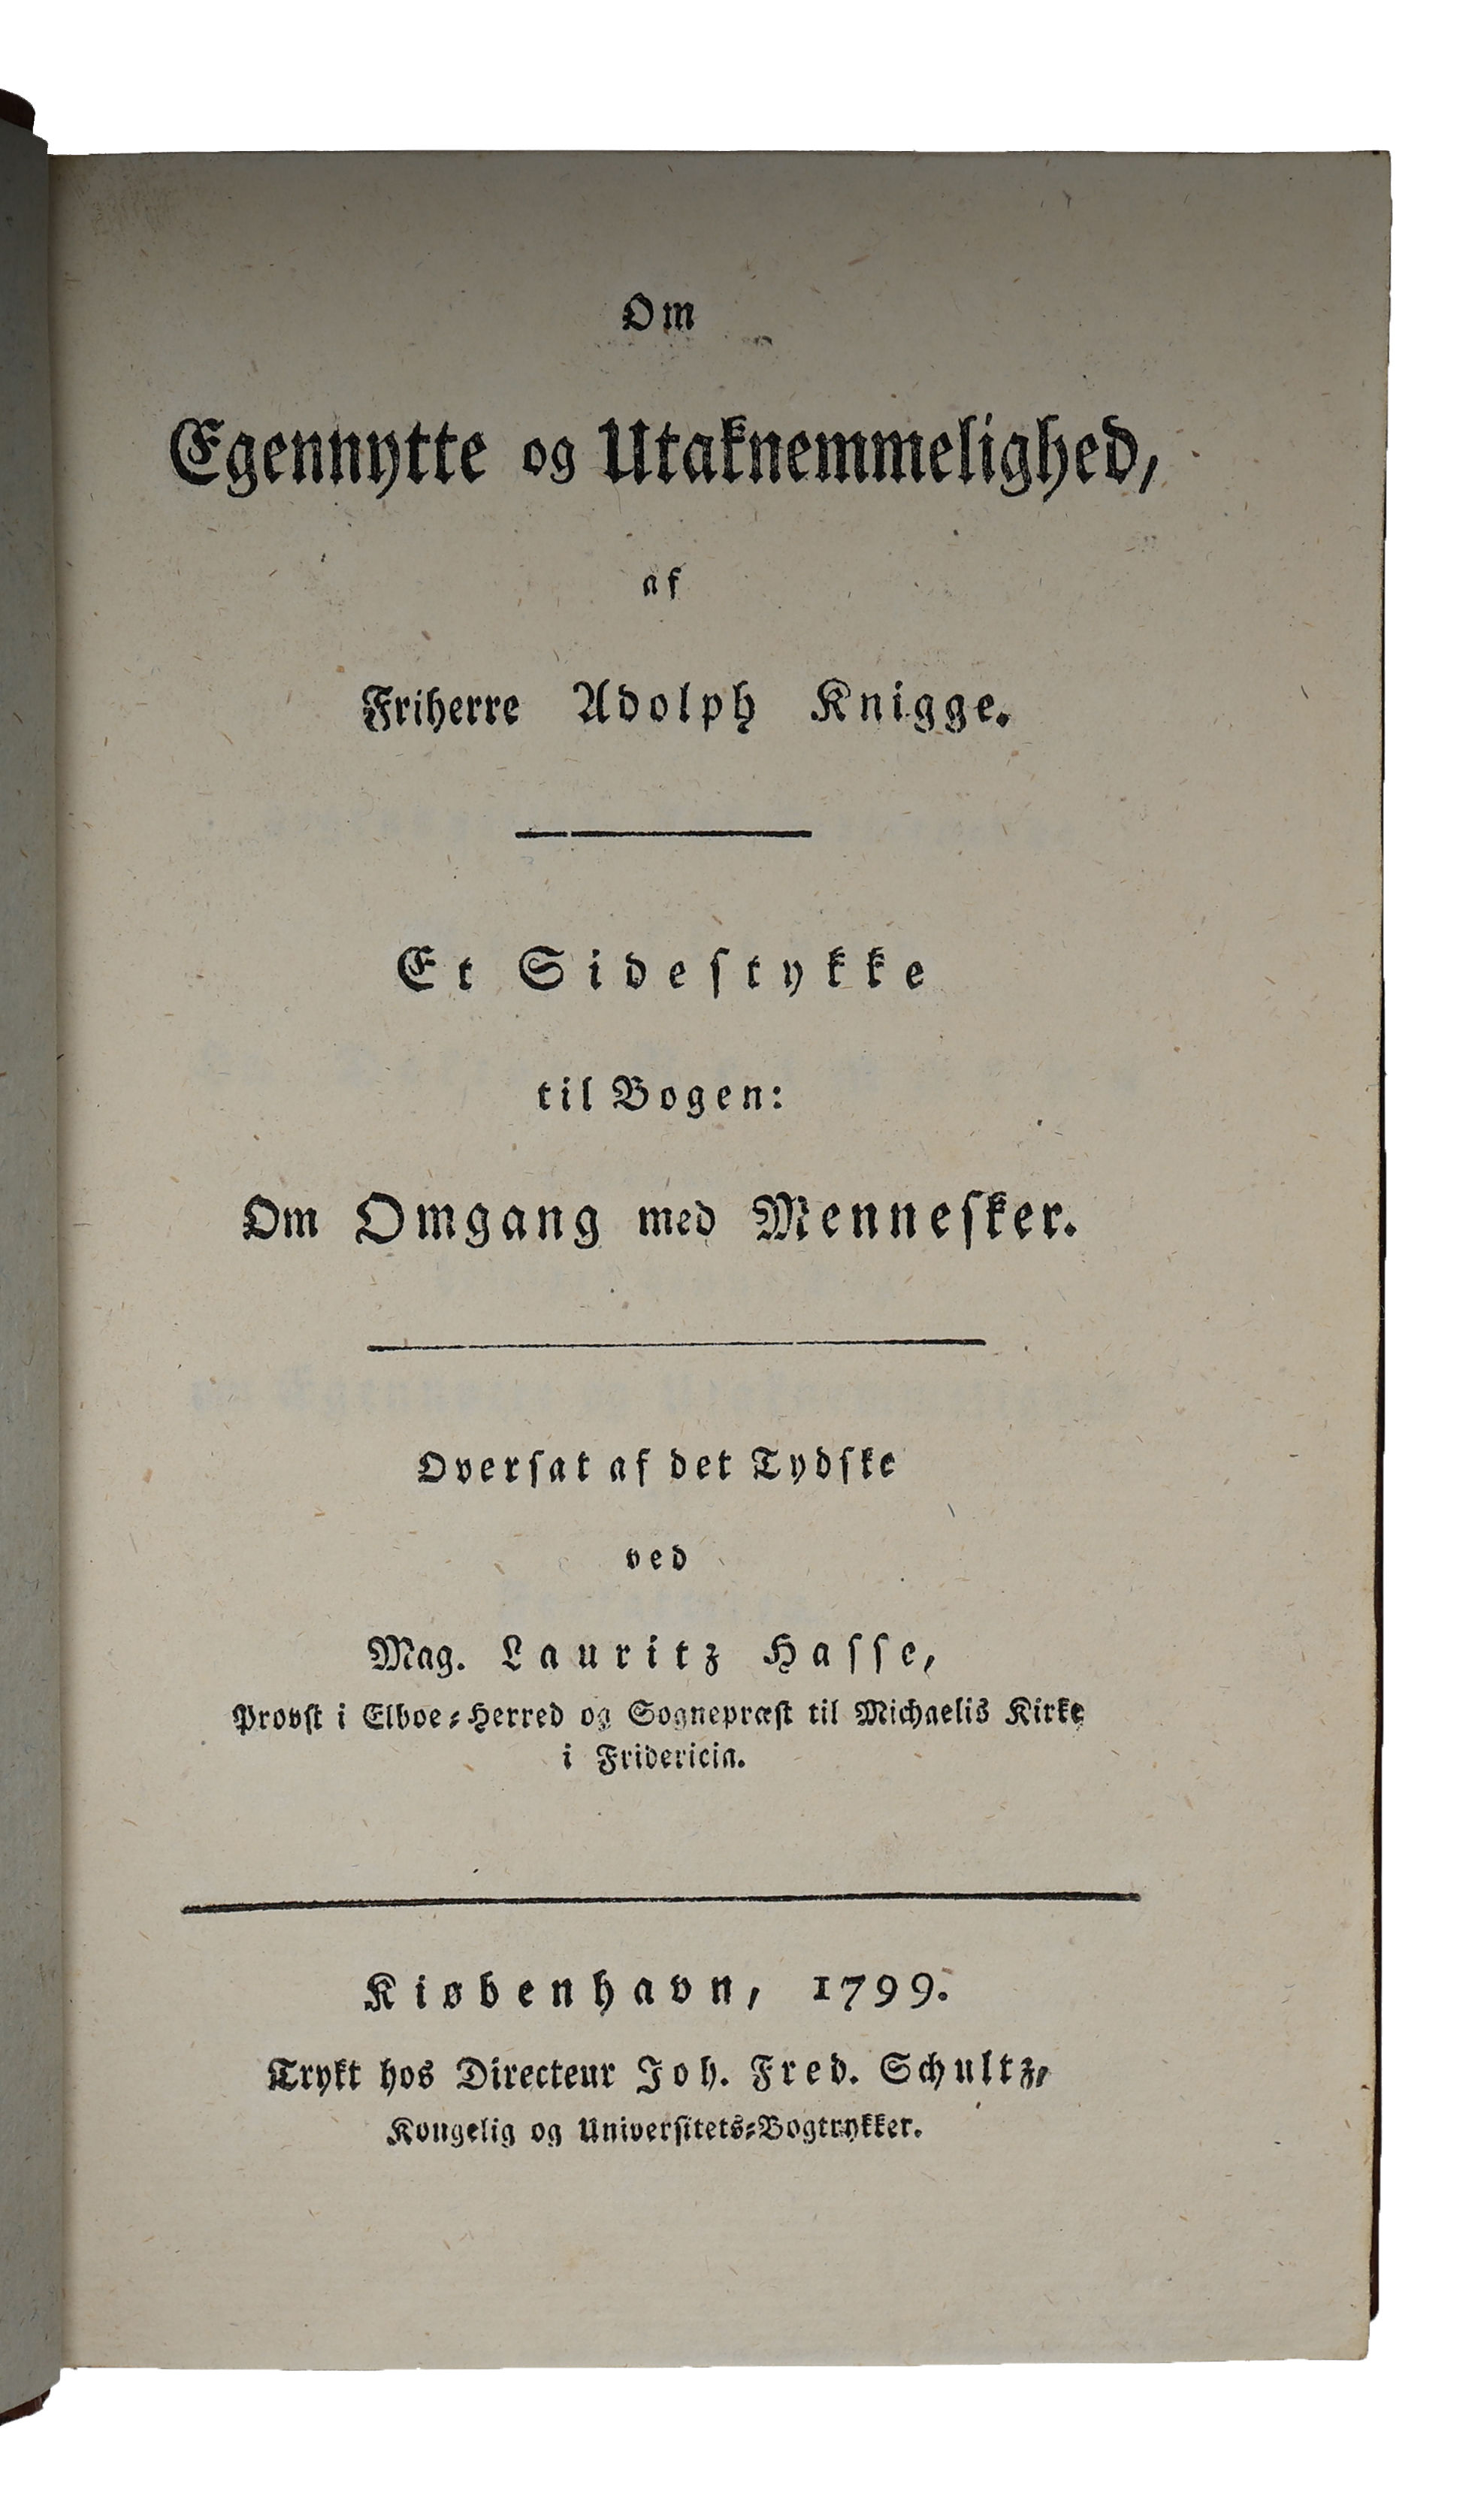 Om
Egennytte og Utaknemmelighed,
af
Friherre Adolph Knigge.
Et Sidestykke
til Bogen:
Om Omgang med Mennesker.
Oversat af det Tydske
ved
Mag. Lauritz Hasse,
Provst i Elboe-Herred og Sognepræst til Michaelis Kirke
i Fridericia.
Kiøbenhavn, 1799.
Trykt hos Directeur Joh. Fred. Schultz,
Kongelig og Universitets-Bogtrykker.